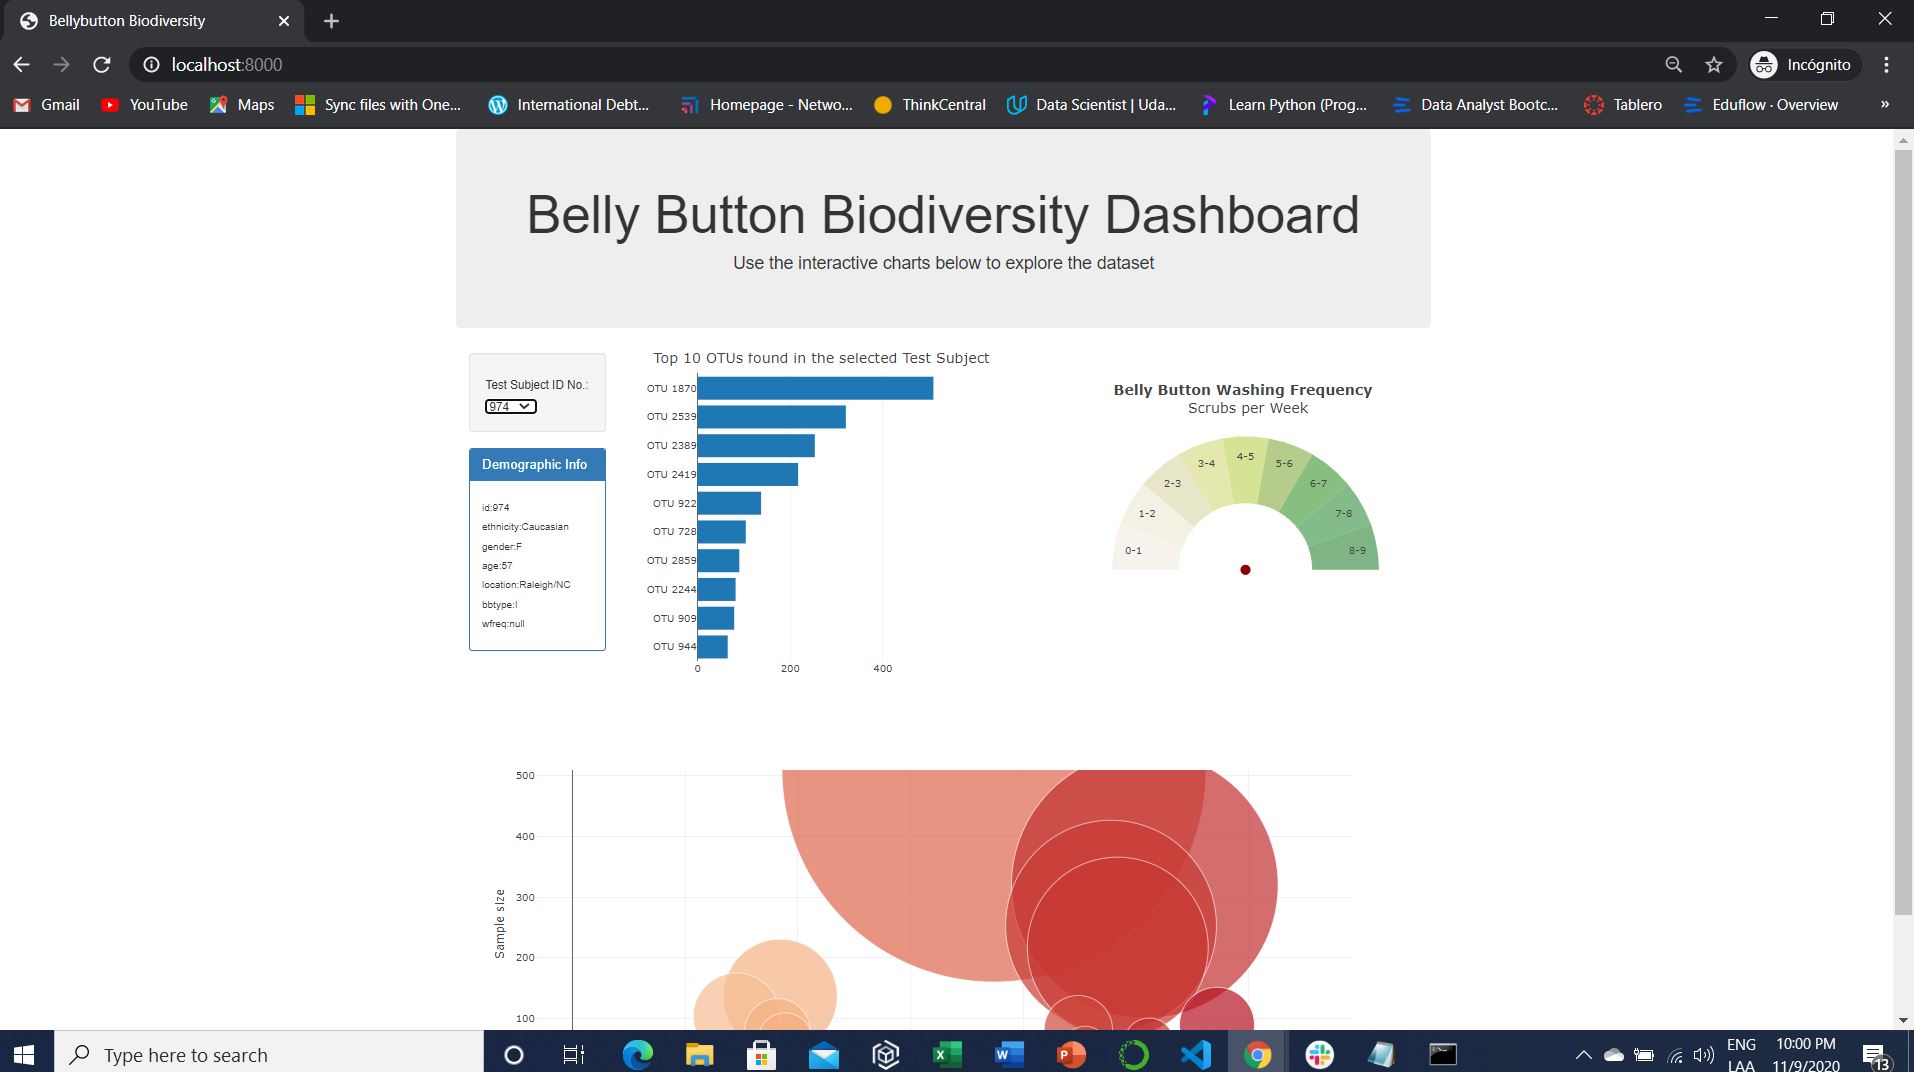 Bellybutton Biodiversity
localhost:8000
Incógnito
Gmail YouTube Maps Sync files with One... International Debt... Homepage - Netwo... ThinkCentral Data Scientist | Uda... Learn Python (Prog... Data Analyst Bootc... Tablero Eduflow · Overview »
Belly Button Biodiversity Dashboard
Use the interactive charts below to explore the dataset
Test Subject ID No.:
974
Demographic Info
id:974
ethnicity:Caucasian
gender:F
age:57
location:Raleigh/NC
bbtype:I
wfreq:null
Top 10 OTUs found in the selected Test Subject
OTU 1870
OTU 2539
OTU 2389
OTU 2419
OTU 922
OTU 728
OTU 2859
OTU 2244
OTU 909
OTU 944
0 200 400
Belly Button Washing Frequency
Scrubs per Week
0-1
1-2
2-3
3-4
4-5
5-6
6-7
7-8
8-9
500
400
300
200
100
Sample size
Type here to search
ENG
LAA
10:00 PM
11/9/2020
13